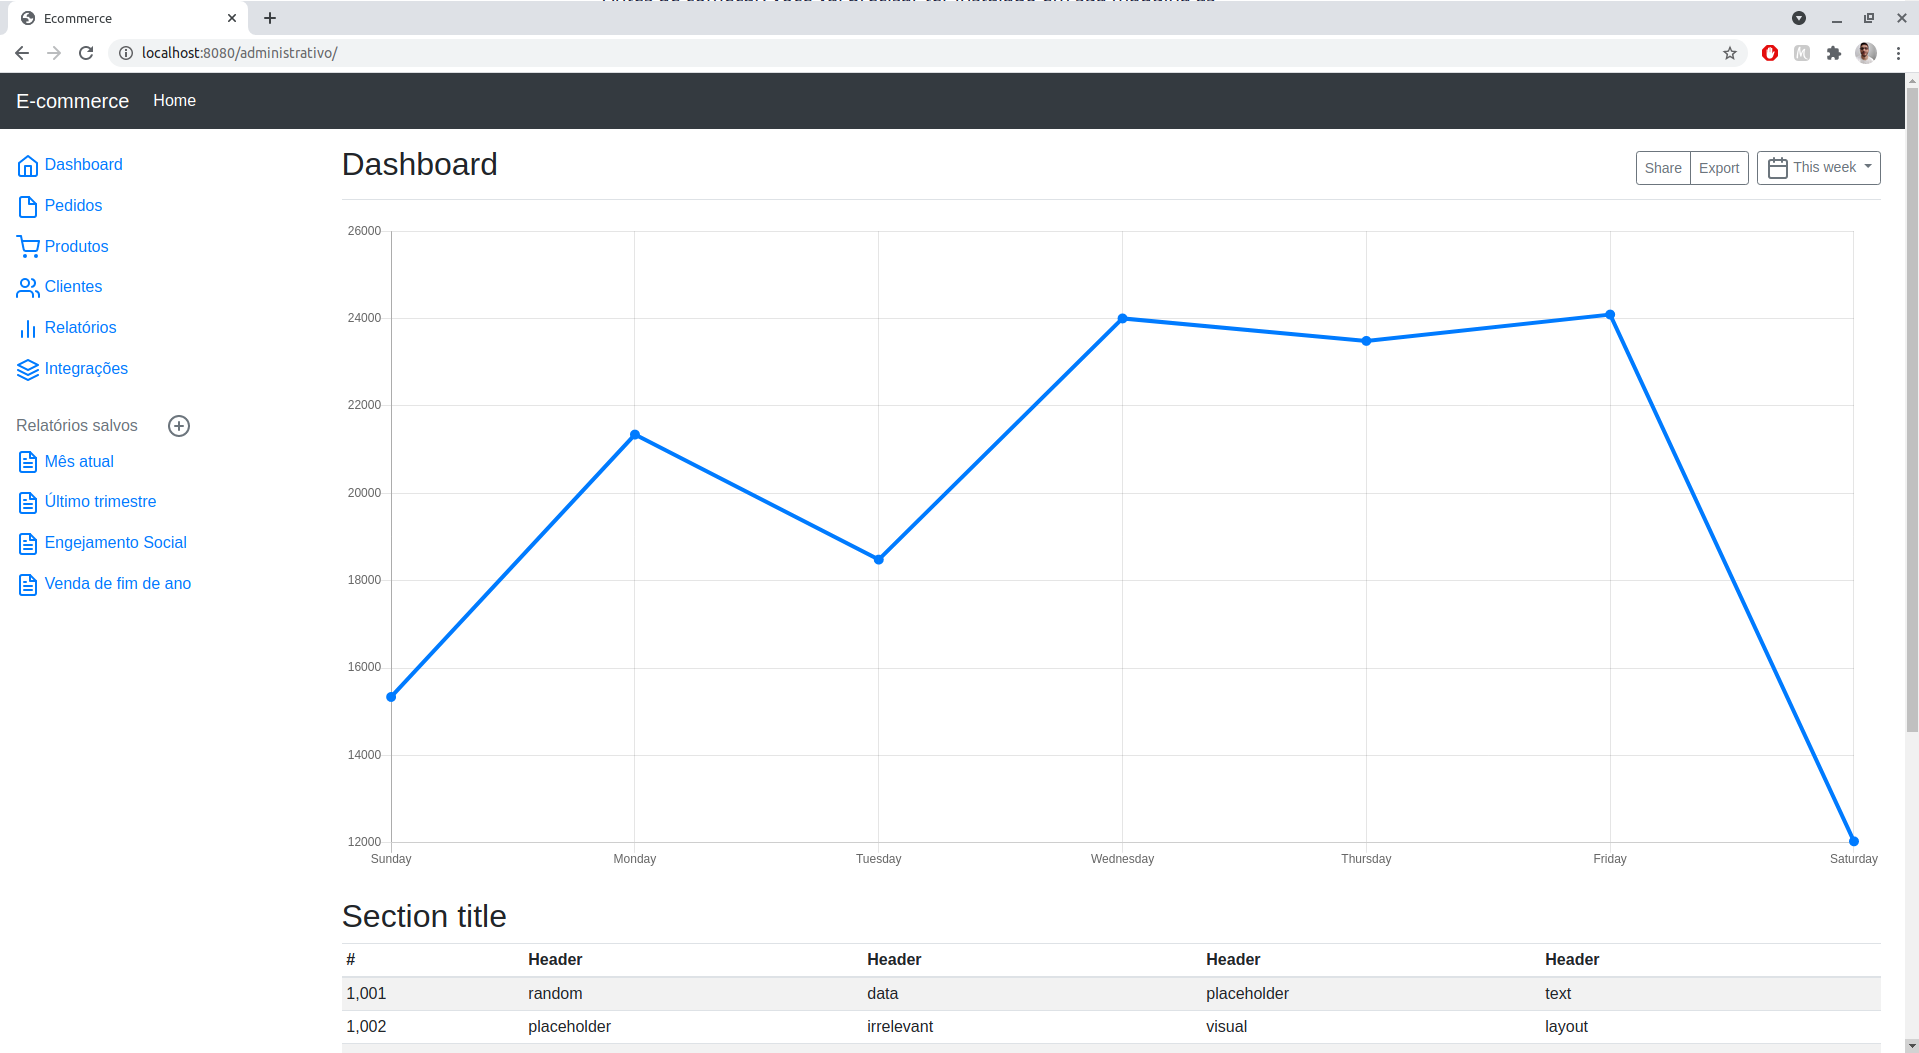 Ecommerce
localhost:8080/administrativo/
E-commerce Home
Dashboard
Pedidos
Produtos
Clientes
Relatórios
Integrações
Relatórios salvos
Mês atual
Último trimestre
Engejamento Social
Venda de fim de ano
Dashboard
Share Export This week
26000
24000
22000
20000
18000
16000
14000
12000
Sunday Monday Tuesday Wednesday Thursday Friday Saturday
Section title
# Header Header Header Header
1,001 random data placeholder text
1,002 placeholder irrelevant visual layout